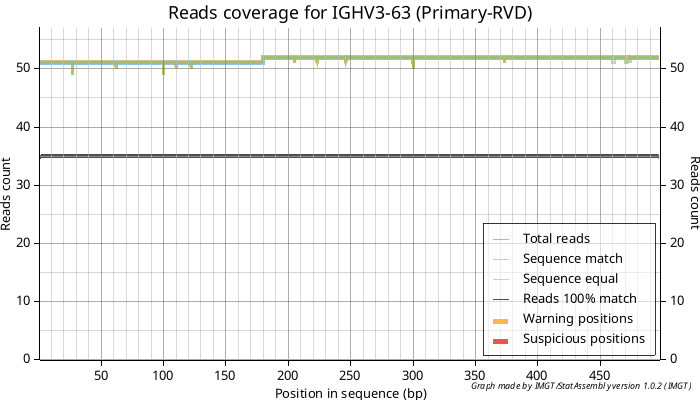 Reads coverage for IGHV3-63 (Primary-RVD)
50 50
40 40
30 30
20 20
10 10
0 0
Reads count
Reads count
Total reads
Sequence match
Sequence equal
Reads 100% match
Warning positions
Suspicious positions
50 100 150 200 250 300 350 400 450
Position in sequence (bp)
Graph made by IMGT/StatAssembly version 1.0.2 (IMGT)